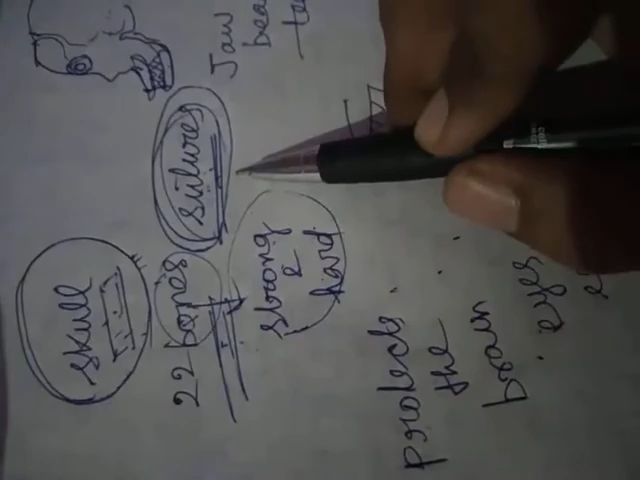 skull
22 bones
sutures
strong
&
hard
Jaw
protects
the
brain
eyes